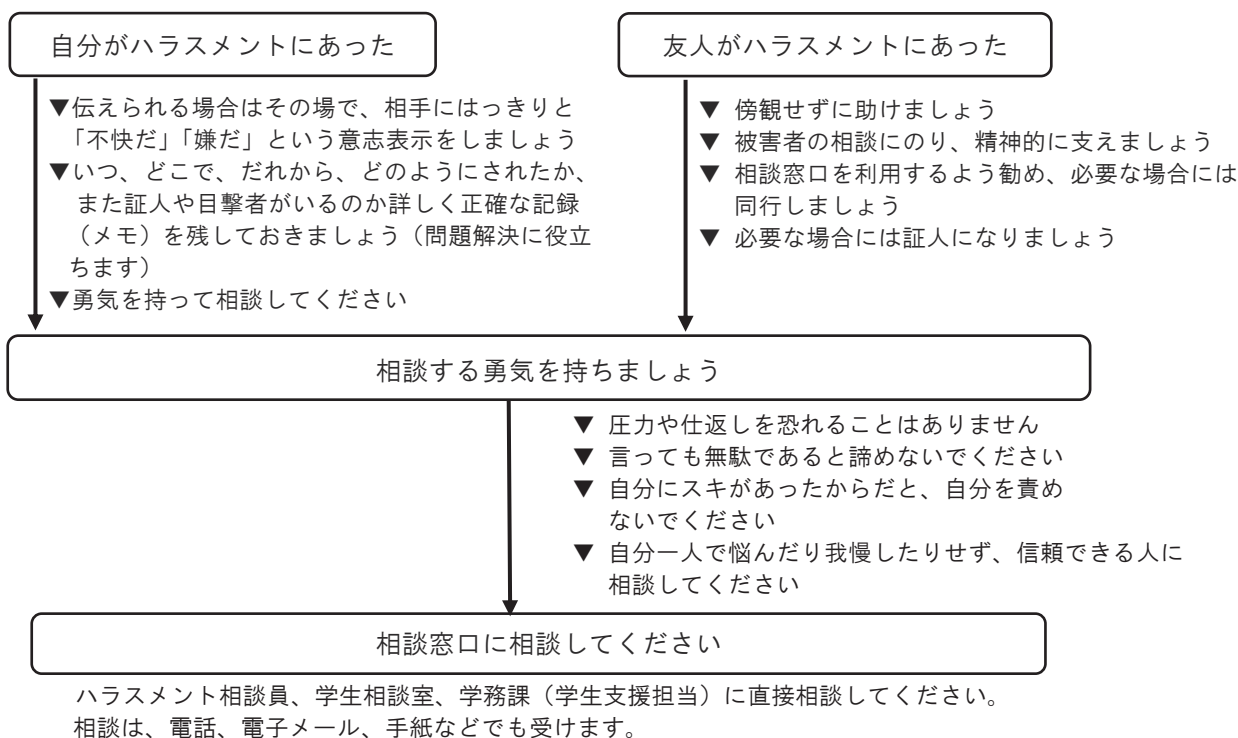 自分がハラスメントにあった
▼伝えられる場合はその場で、相手にはっきりと
「不快だ」「嫌だ」という意志表示をしましょう
▼いつ、どこで、だれから、どのようにされたか、
また証人や目撃者がいるのか詳しく正確な記録
（メモ）を残しておきましょう（問題解決に役立
ちます）
▼勇気を持って相談してください
友人がハラスメントにあった
▼ 傍観せずに助けましょう
▼ 被害者の相談にのり、精神的に支えましょう
▼ 相談窓口を利用するよう勧め、必要な場合には
同行しましょう
▼ 必要な場合には証人になりましょう
相談する勇気を持ちましょう
▼ 圧力や仕返しを恐れることはありません
▼ 言っても無駄であると諦めないでください
▼ 自分にスキがあったからだと、自分を責め
ないでください
▼ 自分一人で悩んだり我慢したりせず、信頼できる人に
相談してください
相談窓口に相談してください
ハラスメント相談員、学生相談室、学務課（学生支援担当）に直接相談してください。
相談は、電話、電子メール、手紙などでも受けます。